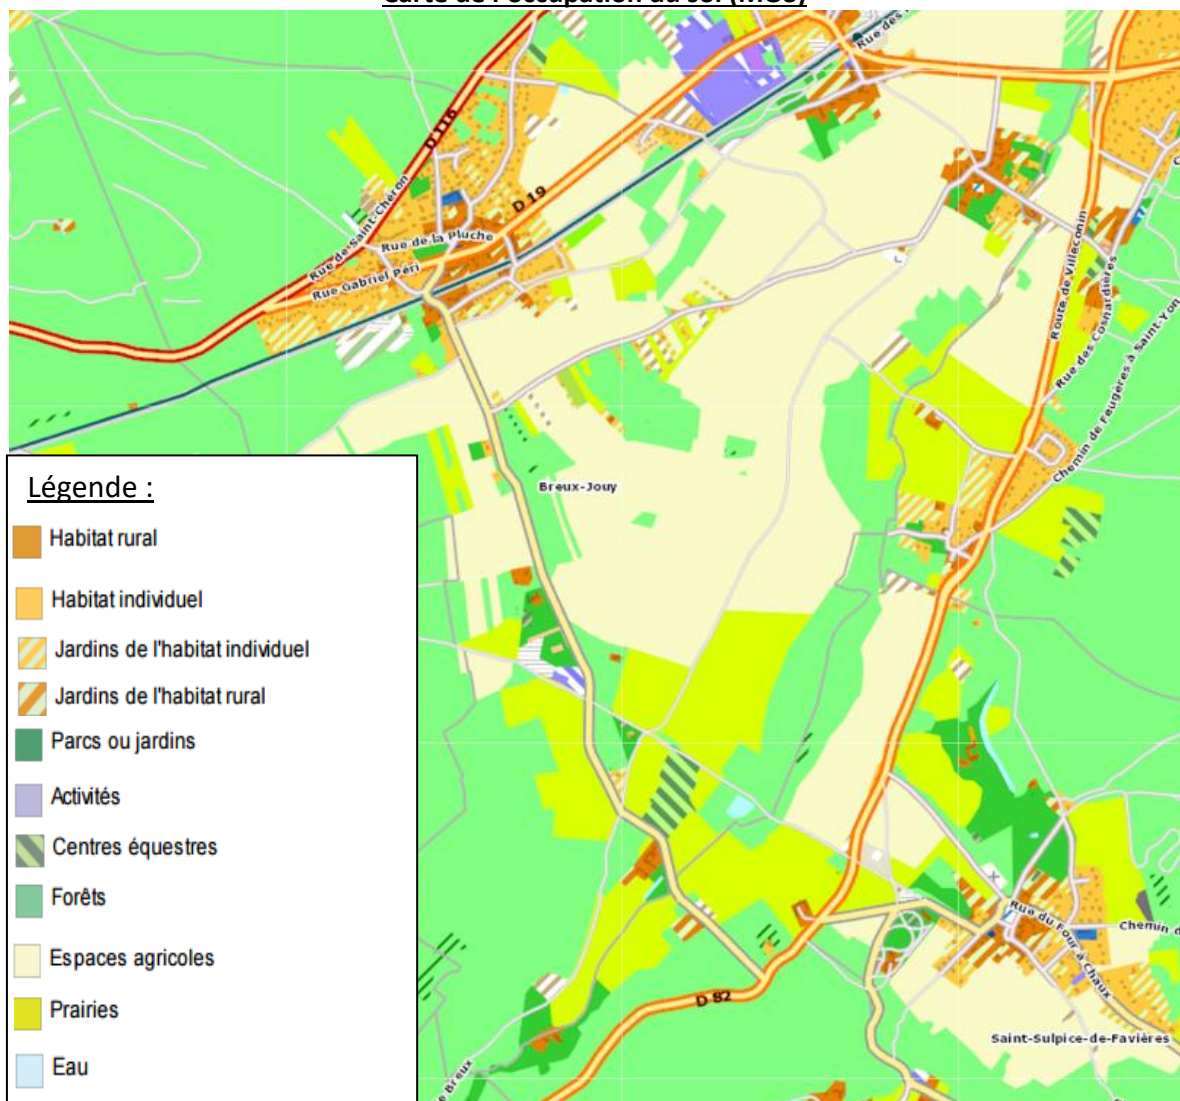 Carte de l'occupation du sol (MOS)
Rue des
D 116
Rue de Saint-Chéron
D 19
Rue de la Pluche
Rue Gabriel Péri
Route de Villeconin
Rue des Cosnardières
Chemin de Feugères à Saint-Yon
Breux-Jouy
Légende :
Habitat rural
Habitat individuel
Jardins de l'habitat individuel
Jardins de l'habitat rural
Parcs ou jardins
Activités
Centres équestres
Forêts
Espaces agricoles
Prairies
Eau
Rue du Four à Chaux
Chemin d
D 82
Saint-Sulpice-de-Favières
e Breux